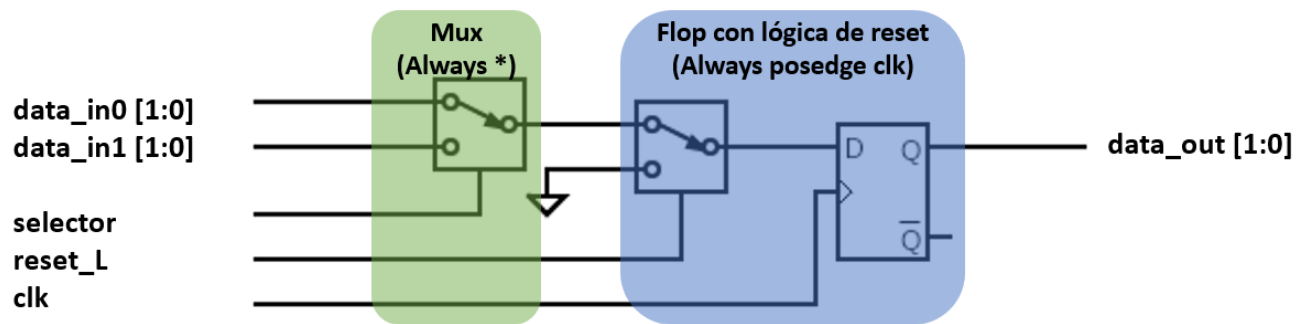 Mux
(Always *)
Flop con lógica de reset
(Always posedge clk)
data_in0 [1:0]
data_in1 [1:0]
selector
reset_L
clk
D
Q
Q
data_out [1:0]